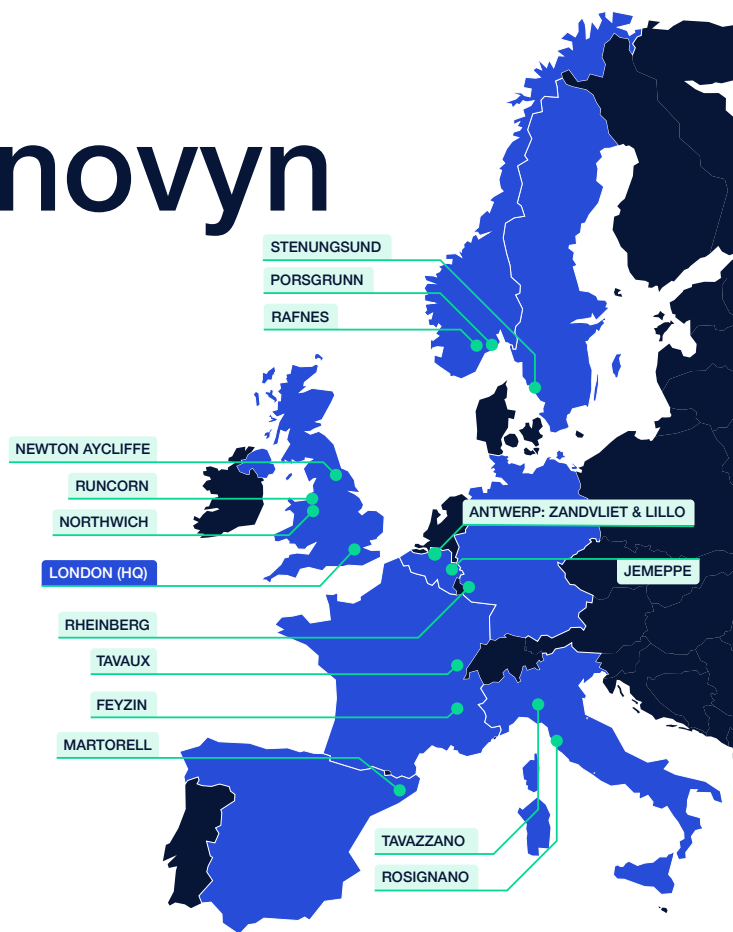 novyn
STENUNGSUND
PORSGRUNN
RAFNES
NEWTON AYCLIFFE
RUNCORN
NORTHWICH
ANTWERP: ZANDVLIET & LILLO
LONDON (HQ)
JEMEPPE
RHEINBERG
TAVAUX
FEYZIN
MARTORELL
TAVAZZANO
ROSIGNANO